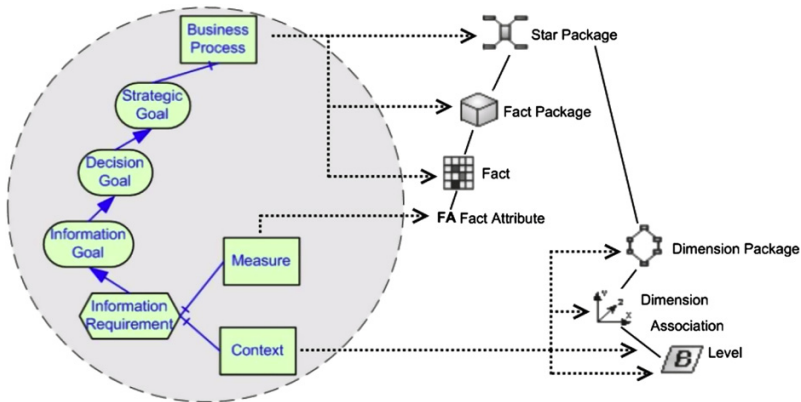 Business
Process
Star Package
Strategic
Goal
Fact Package
Decision
Goal
Fact
FA Fact Attribute
Information
Goal
Measure
Dimension Package
Information
Requirement
Y
Z
X
Dimension
Association
Context
B
Level